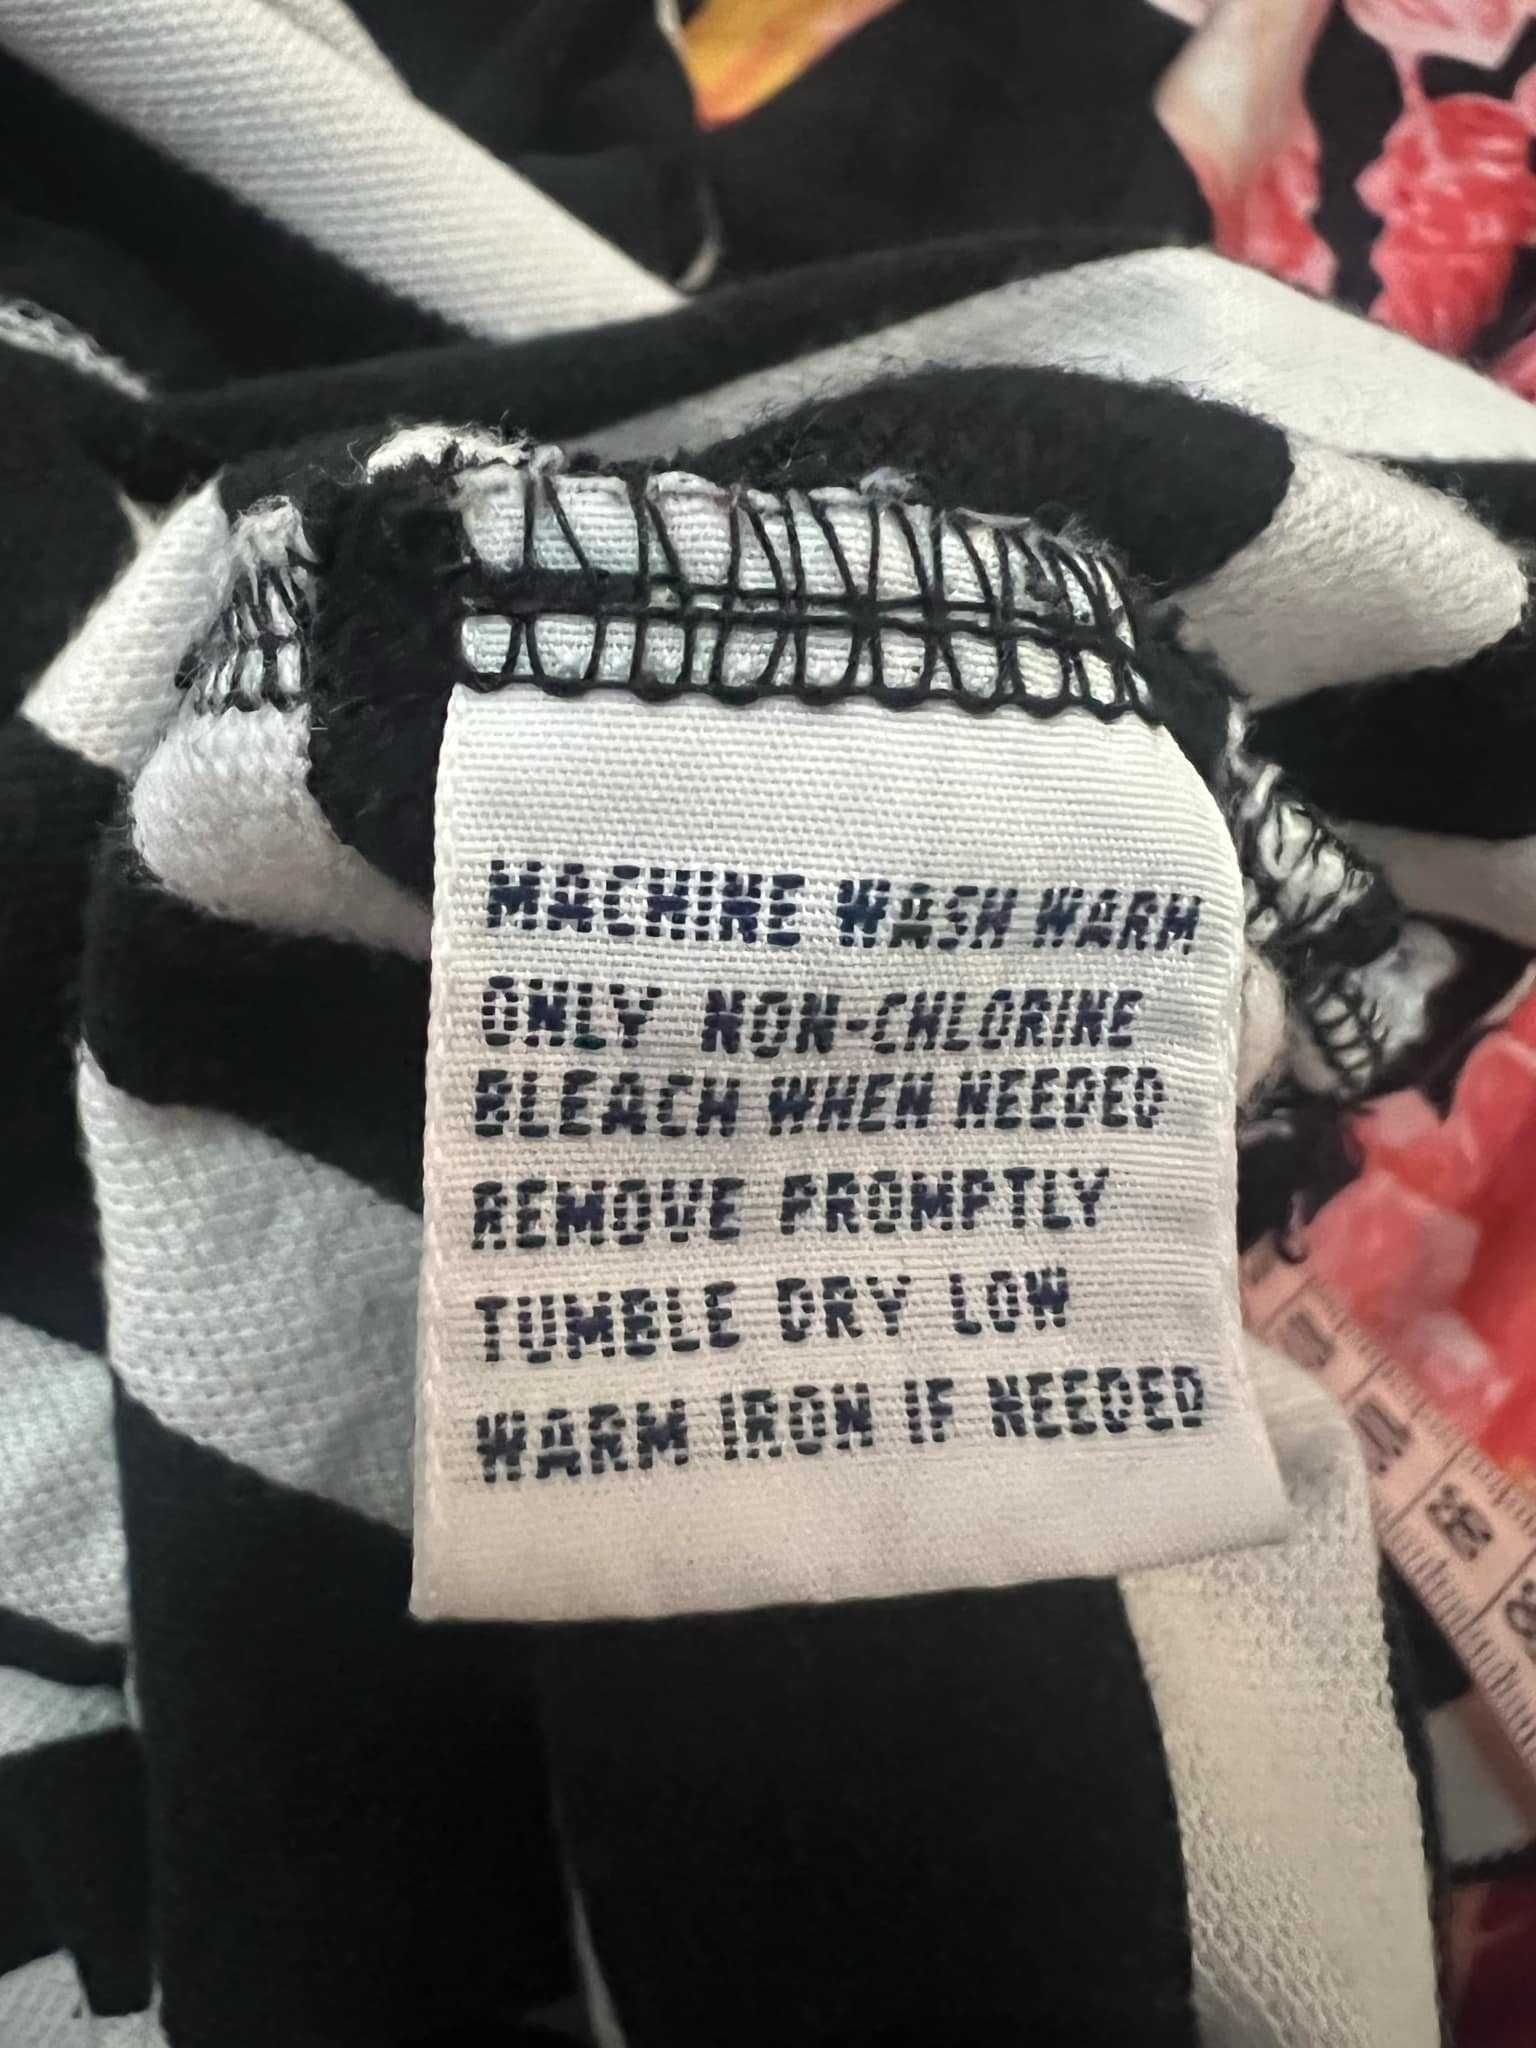 MACHINE WASH WARM
ONLY NON-CHLORINE
BLEACH WHEN NEEDED
REMOVE PROMPTLY
TUMBLE DRY LOW
WARM IRON IF NEEDED